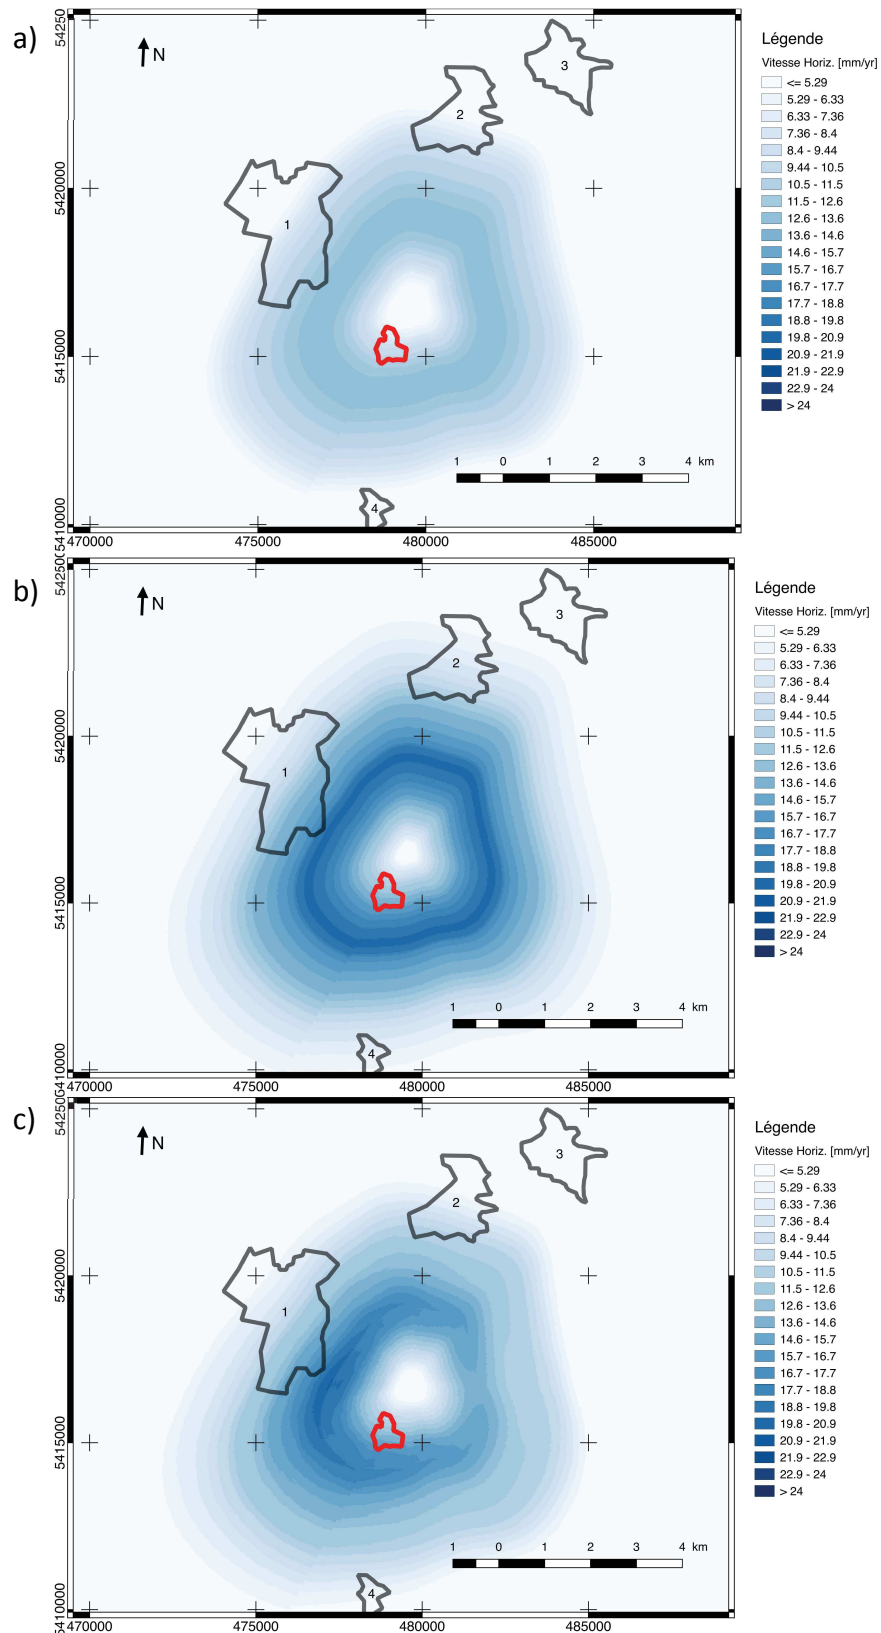 a)
N
1
2
3
4
54250
5420000
5415000
5410000
470000
475000
480000
485000
1 0 1 2 3 4 km
Légende
Vitesse Horiz. [mm/yr]
<= 5.29
5.29 - 6.33
6.33 - 7.36
7.36 - 8.4
8.4 - 9.44
9.44 - 10.5
10.5 - 11.5
11.5 - 12.6
12.6 - 13.6
13.6 - 14.6
14.6 - 15.7
15.7 - 16.7
16.7 - 17.7
17.7 - 18.8
18.8 - 19.8
19.8 - 20.9
20.9 - 21.9
21.9 - 22.9
22.9 - 24
> 24
b)
N
1
2
3
4
5420000
5415000
5410000
470000
475000
480000
485000
1 0 1 2 3 4 km
Légende
Vitesse Horiz. [mm/yr]
<= 5.29
5.29 - 6.33
6.33 - 7.36
7.36 - 8.4
8.4 - 9.44
9.44 - 10.5
10.5 - 11.5
11.5 - 12.6
12.6 - 13.6
13.6 - 14.6
14.6 - 15.7
15.7 - 16.7
16.7 - 17.7
17.7 - 18.8
18.8 - 19.8
19.8 - 20.9
20.9 - 21.9
21.9 - 22.9
22.9 - 24
> 24
c)
N
1
2
3
4
5420000
5415000
5410000
470000
475000
480000
485000
1 0 1 2 3 4 km
Légende
Vitesse Horiz. [mm/yr]
<= 5.29
5.29 - 6.33
6.33 - 7.36
7.36 - 8.4
8.4 - 9.44
9.44 - 10.5
10.5 - 11.5
11.5 - 12.6
12.6 - 13.6
13.6 - 14.6
14.6 - 15.7
15.7 - 16.7
16.7 - 17.7
17.7 - 18.8
18.8 - 19.8
19.8 - 20.9
20.9 - 21.9
21.9 - 22.9
22.9 - 24
> 24